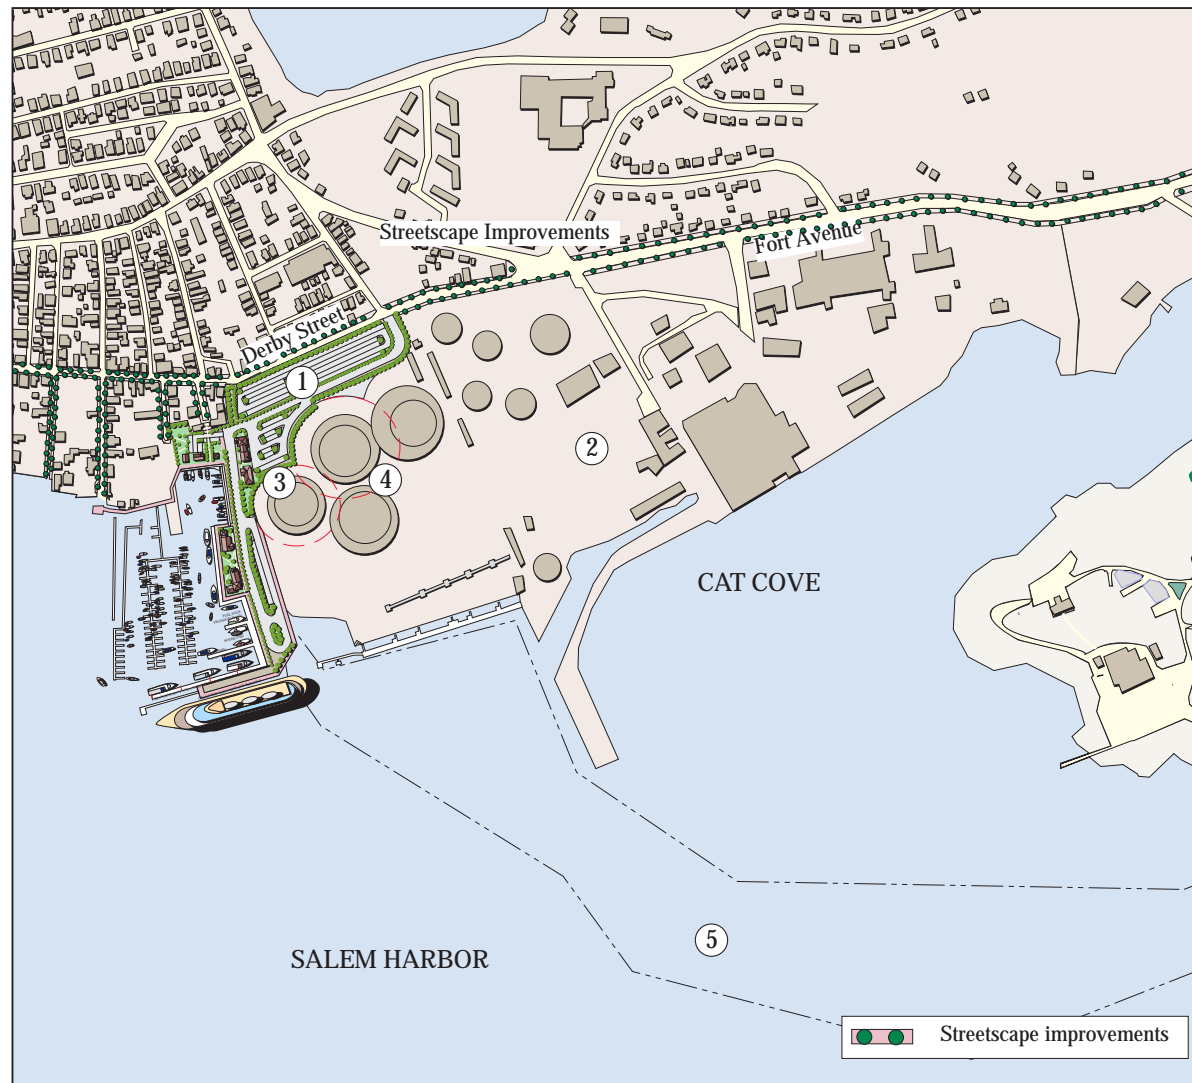 Streetscape Improvements
Fort Avenue
Derby Street
1
2
3
4
CAT COVE
5
SALEM HARBOR
Streetscape improvements